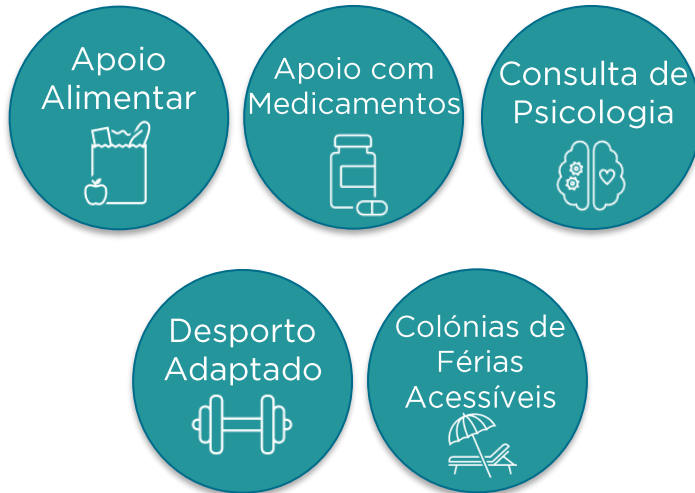 Apoio
Alimentar
Apoio com
Medicamentos
Consulta de
Psicologia
Desporto
Adaptado
Colónias de
Férias
Acessíveis